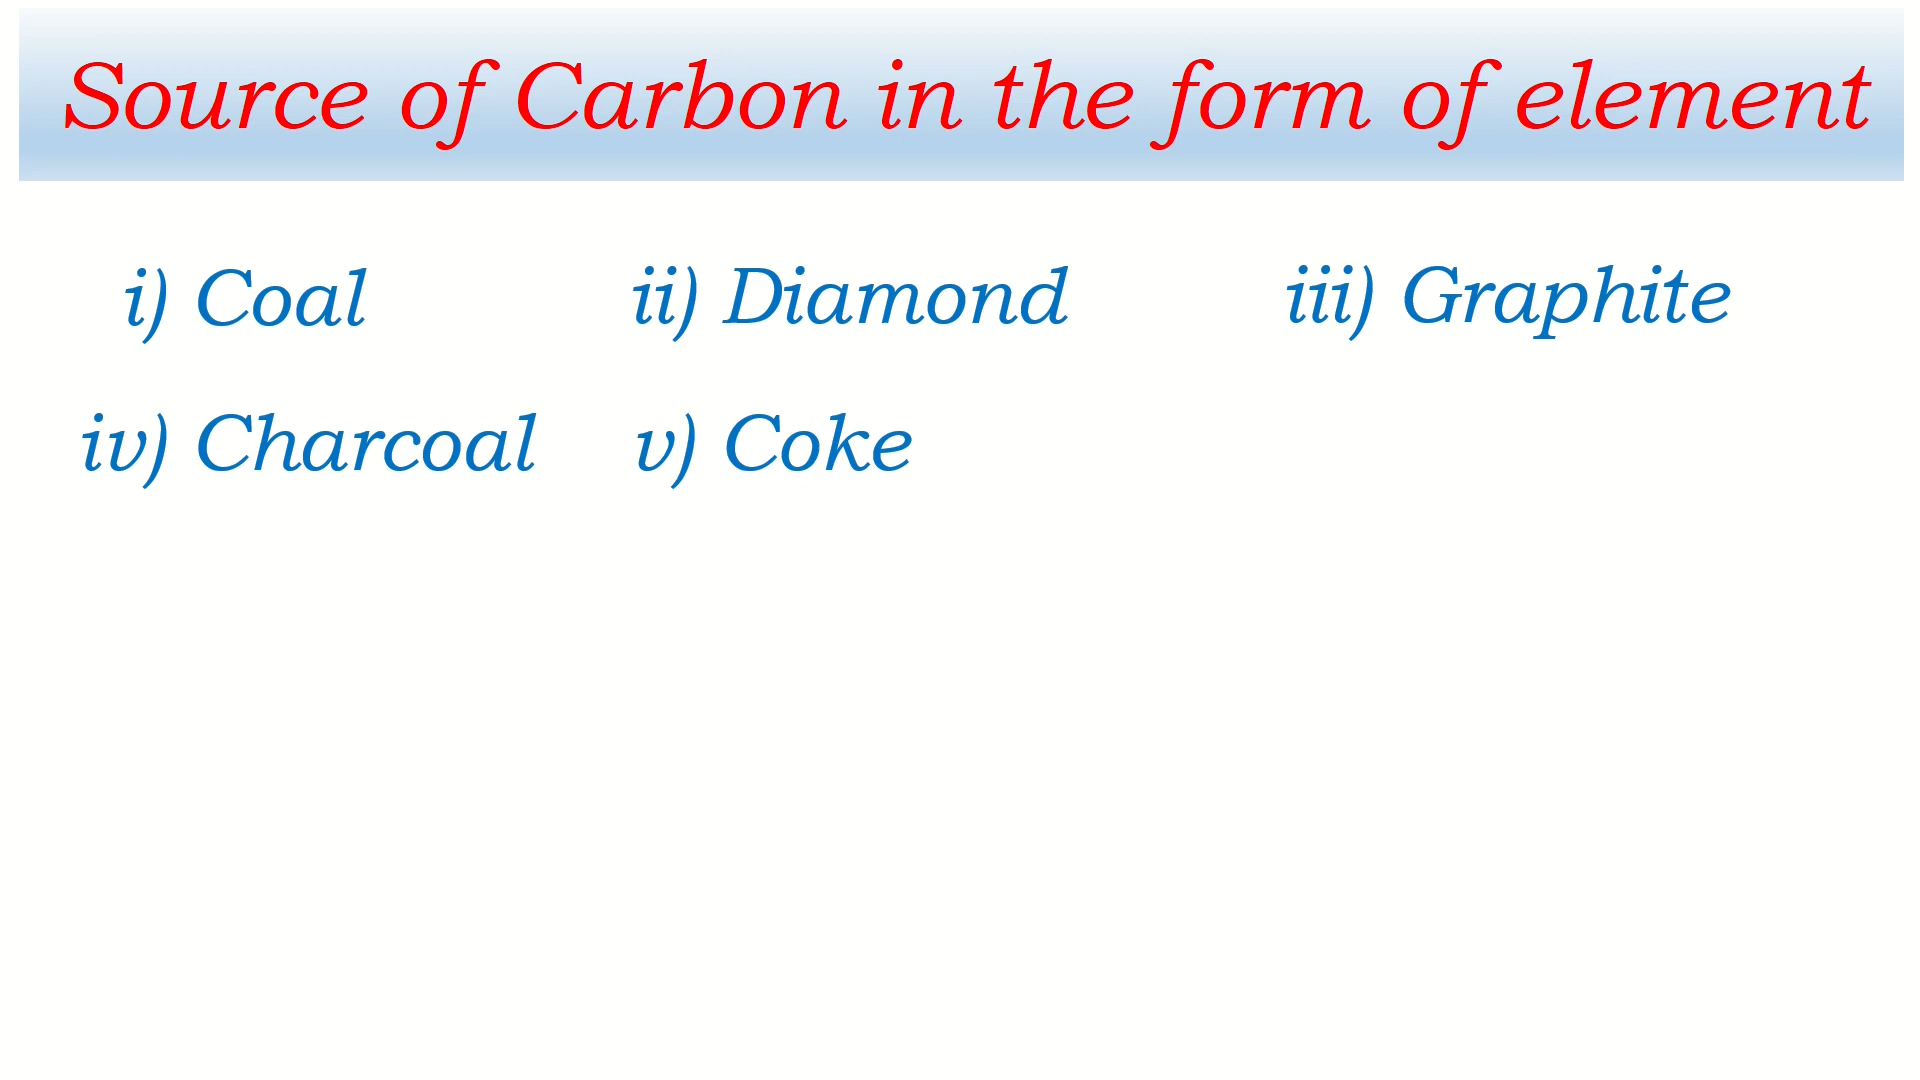 Source of Carbon in the form of element
i) Coal ii) Diamond iii) Graphite
iv) Charcoal v) Coke